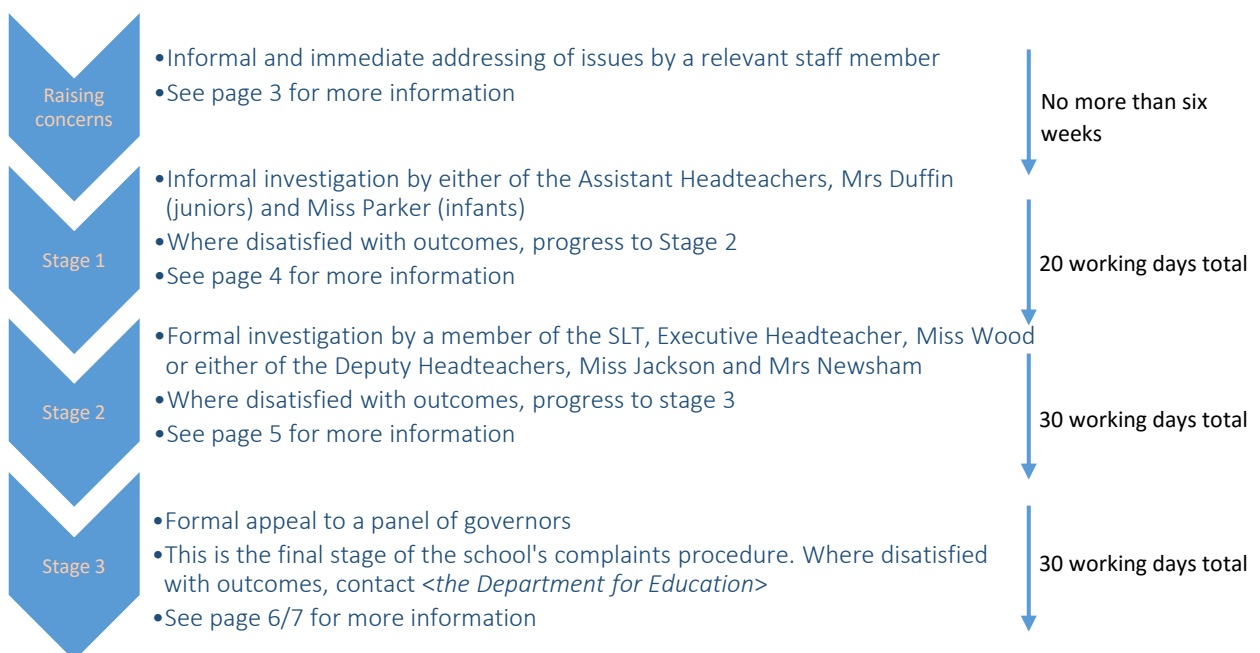 Raising
concerns
•Informal and immediate addressing of issues by a relevant staff member
•See page 3 for more information
No more than six
weeks
Stage 1
•Informal investigation by either of the Assistant Headteachers, Mrs Duffin
(juniors) and Miss Parker (infants)
•Where disatisfied with outcomes, progress to Stage 2
•See page 4 for more information
20 working days total
Stage 2
•Formal investigation by a member of the SLT, Executive Headteacher, Miss Wood
or either of the Deputy Headteachers, Miss Jackson and Mrs Newsham
•Where disatisfied with outcomes, progress to stage 3
•See page 5 for more information
30 working days total
Stage 3
•Formal appeal to a panel of governors
•This is the final stage of the school's complaints procedure. Where disatisfied
with outcomes, contact <the Department for Education>
•See page 6/7 for more information
30 working days total